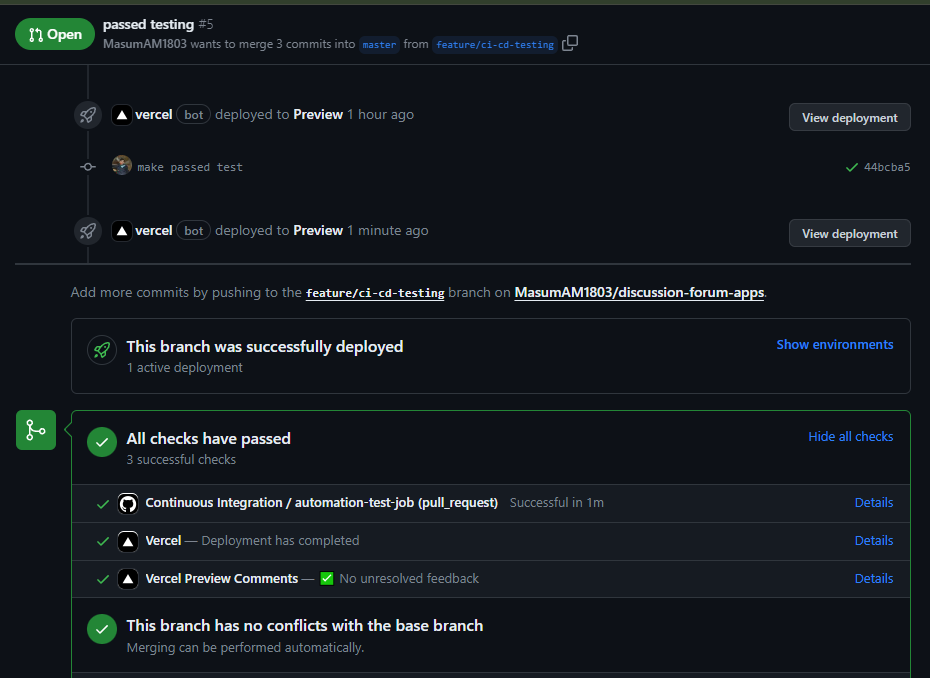 Open
passed testing #5
MasumAM1803 wants to merge 3 commits into master from feature/ci-cd-testing
vercel bot deployed to Preview 1 hour ago
View deployment
make passed test
44bcba5
vercel bot deployed to Preview 1 minute ago
View deployment
Add more commits by pushing to the feature/ci-cd-testing branch on MasumAM1803/discussion-forum-apps.
This branch was successfully deployed
Show environments
1 active deployment
All checks have passed
Hide all checks
3 successful checks
Continuous Integration / automation-test-job (pull_request) Successful in 1m
Details
Vercel — Deployment has completed
Details
Vercel Preview Comments — ✅ No unresolved feedback
Details
This branch has no conflicts with the base branch
Merging can be performed automatically.